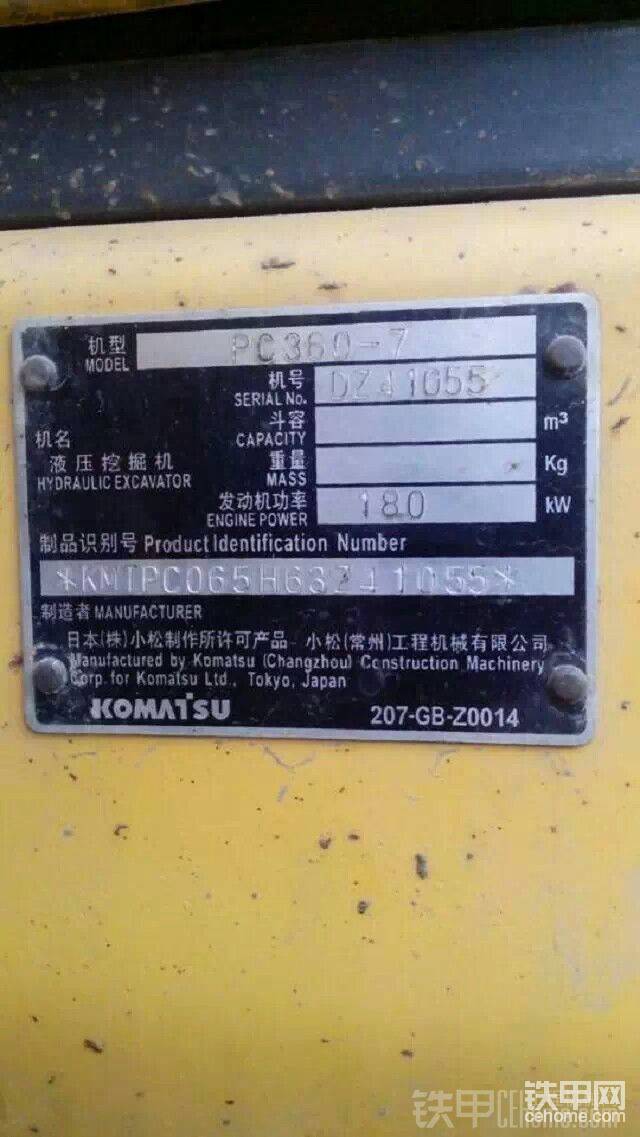 机型 PC360-7
MODEL
机号 DZ41055
SERIAL No.
斗容 m³
CAPACITY
机名
液压挖掘机
HYDRAULIC EXCAVATOR
重量 Kg
MASS
发动机功率 180 kW
ENGINE POWER
制品识别号 Product Identification Number
*KMTPC065H63Z41055*
制造者 MANUFACTURER
日本(株)小松制作所许可产品 小松(常州)工程机械有限公司
Manufactured by Komatsu (Changzhou) Construction Machinery
Corp. for Komatsu Ltd., Tokyo, Japan
KOMATSU 207-GB-Z0014
铁甲网
cehome.com